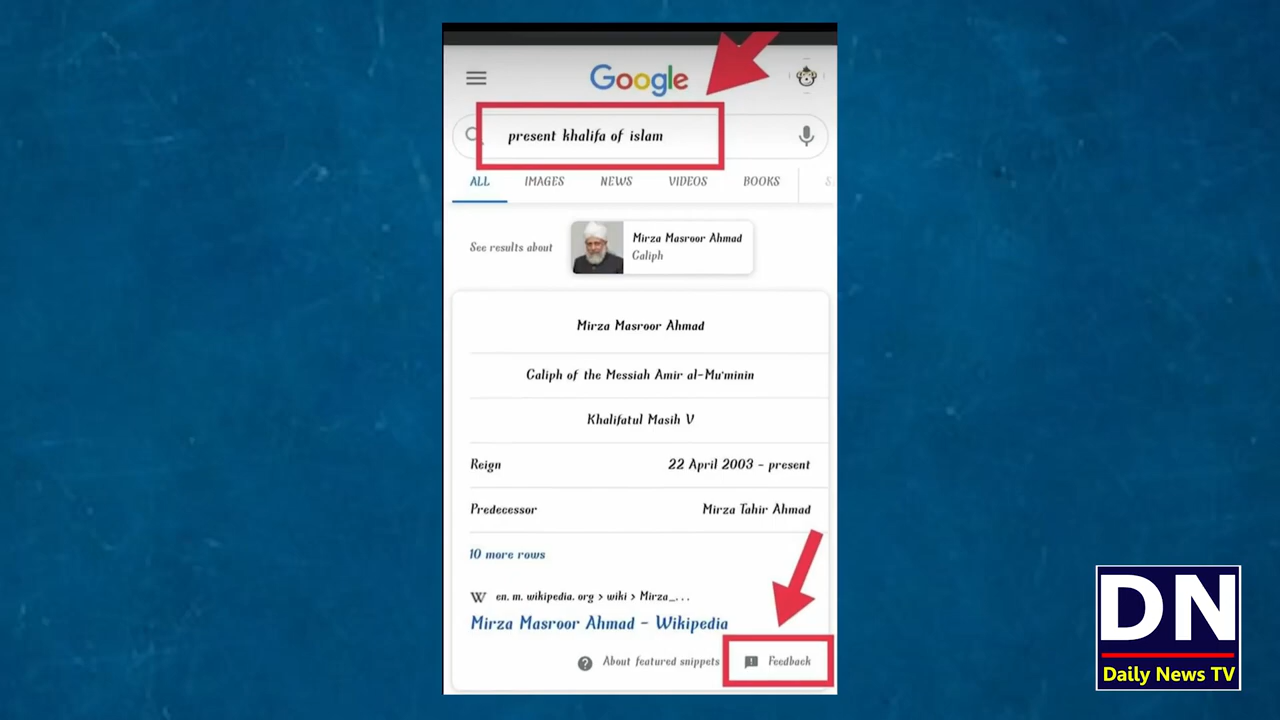 Google
present khalifa of islam
ALL IMAGES NEWS VIDEOS BOOKS S
See results about
Mirza Masroor Ahmad
Caliph
Mirza Masroor Ahmad
Caliph of the Messiah Amir al-Mu'minin
Khalifatul Masih V
Reign 22 April 2003 - present
Predecessor Mirza Tahir Ahmad
10 more rows
W en. m. wikipedia. org > wiki > Mirza_...
Mirza Masroor Ahmad - Wikipedia
? About featured snippets ! Feedback
DN
Daily News TV